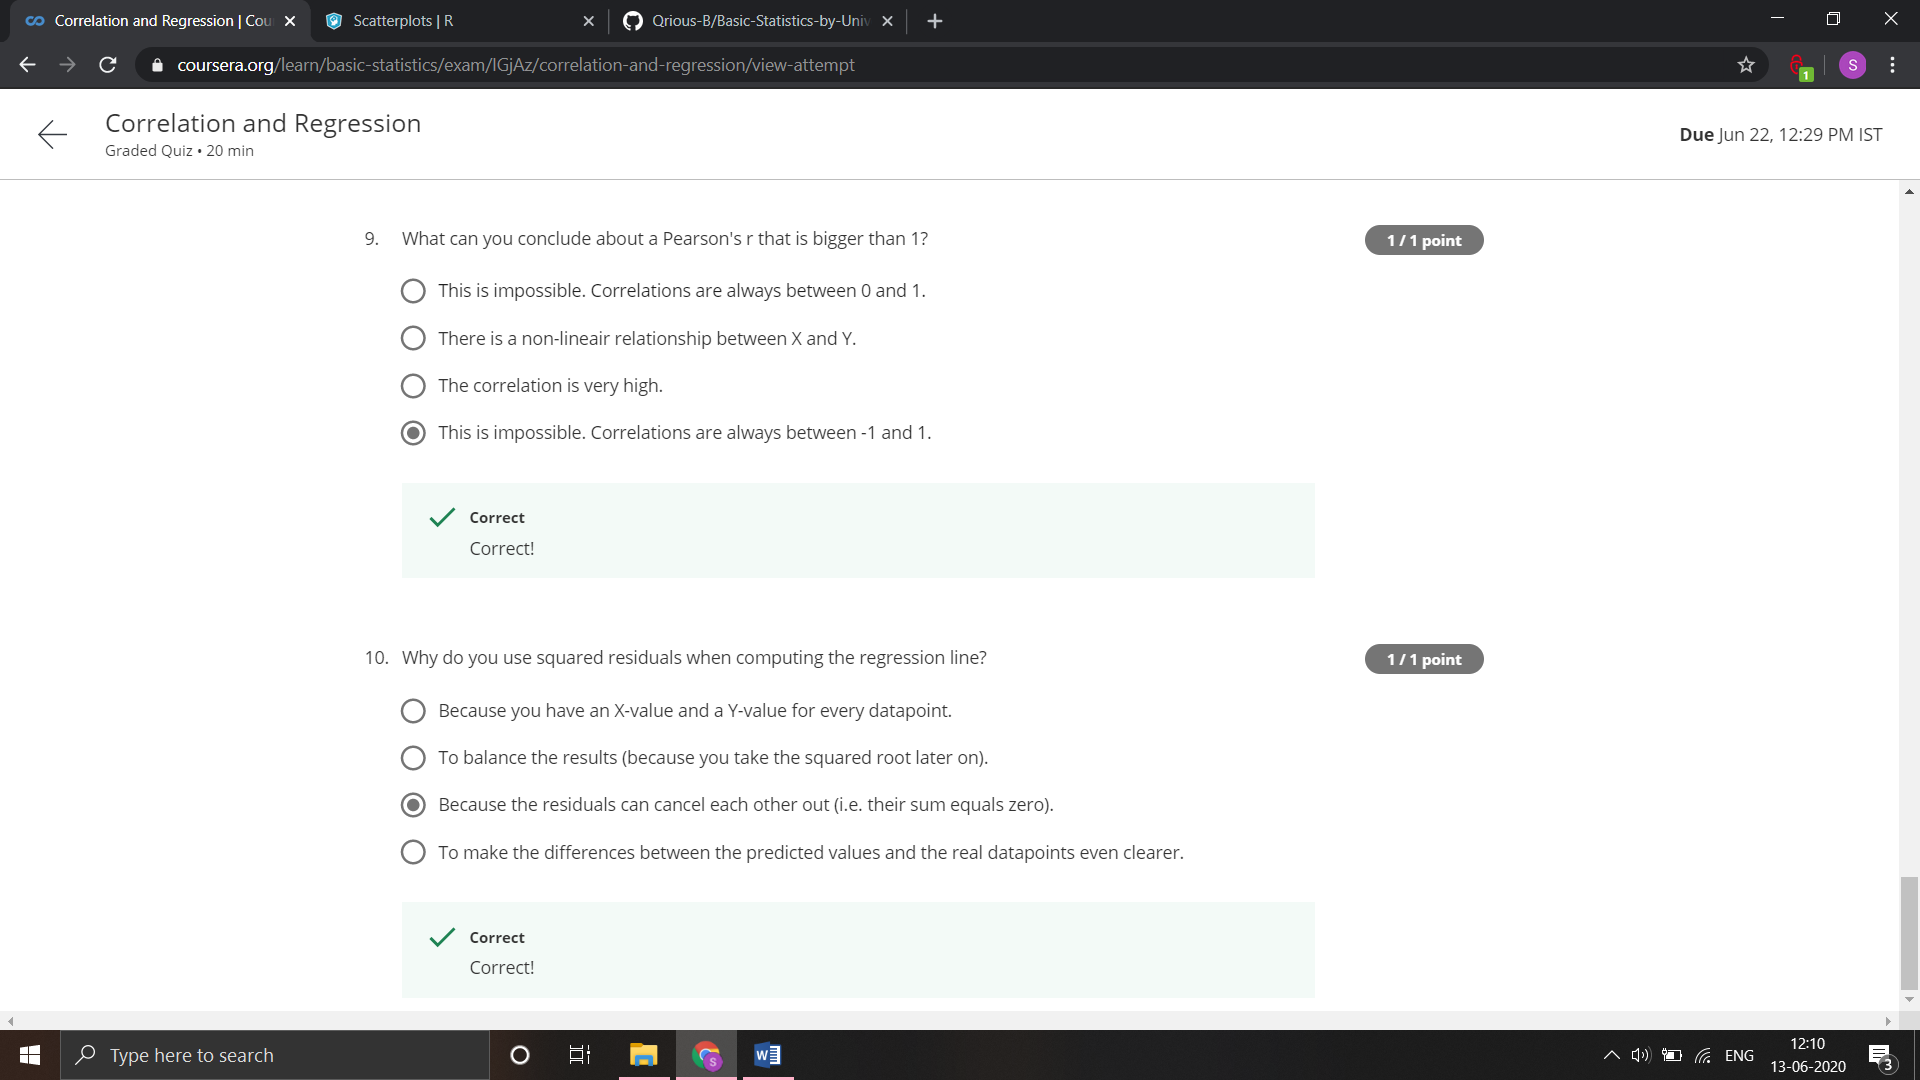 Correlation and Regression | Cou
Scatterplots | R
Qrious-B/Basic-Statistics-by-Univ
coursera.org/learn/basic-statistics/exam/IGjAz/correlation-and-regression/view-attempt
1
S
Correlation and Regression
Graded Quiz • 20 min
Due Jun 22, 12:29 PM IST
9. What can you conclude about a Pearson's r that is bigger than 1?
1 / 1 point
This is impossible. Correlations are always between 0 and 1.
There is a non-lineair relationship between X and Y.
The correlation is very high.
This is impossible. Correlations are always between -1 and 1.
Correct
Correct!
10. Why do you use squared residuals when computing the regression line?
1 / 1 point
Because you have an X-value and a Y-value for every datapoint.
To balance the results (because you take the squared root later on).
Because the residuals can cancel each other out (i.e. their sum equals zero).
To make the differences between the predicted values and the real datapoints even clearer.
Correct
Correct!
Type here to search
S
W
ENG
12:10
13-06-2020
3